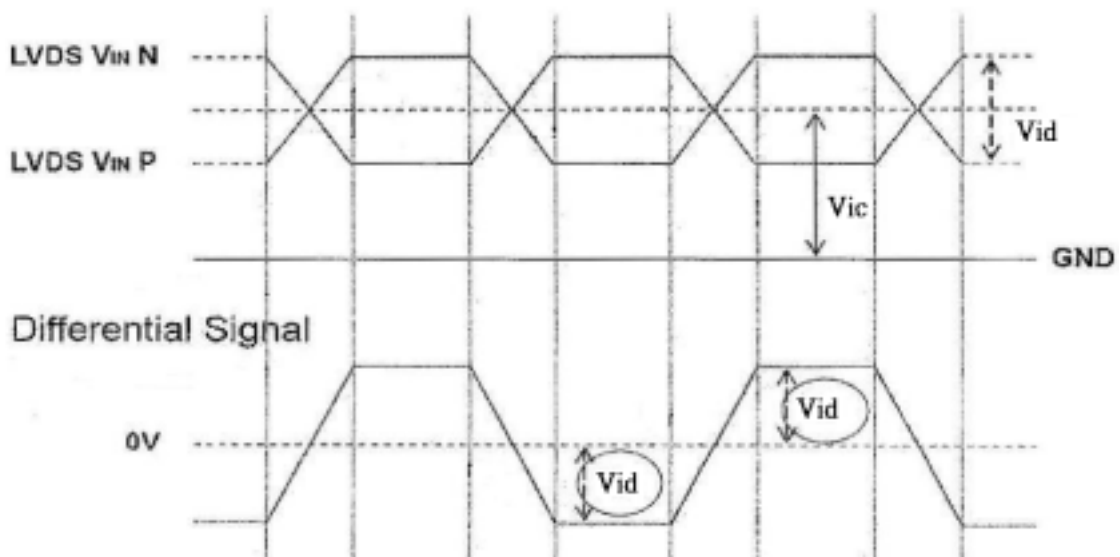 LVDS VIN N
Vid
LVDS VIN P
Vic
GND
Differential Signal
Vid
0V
Vid